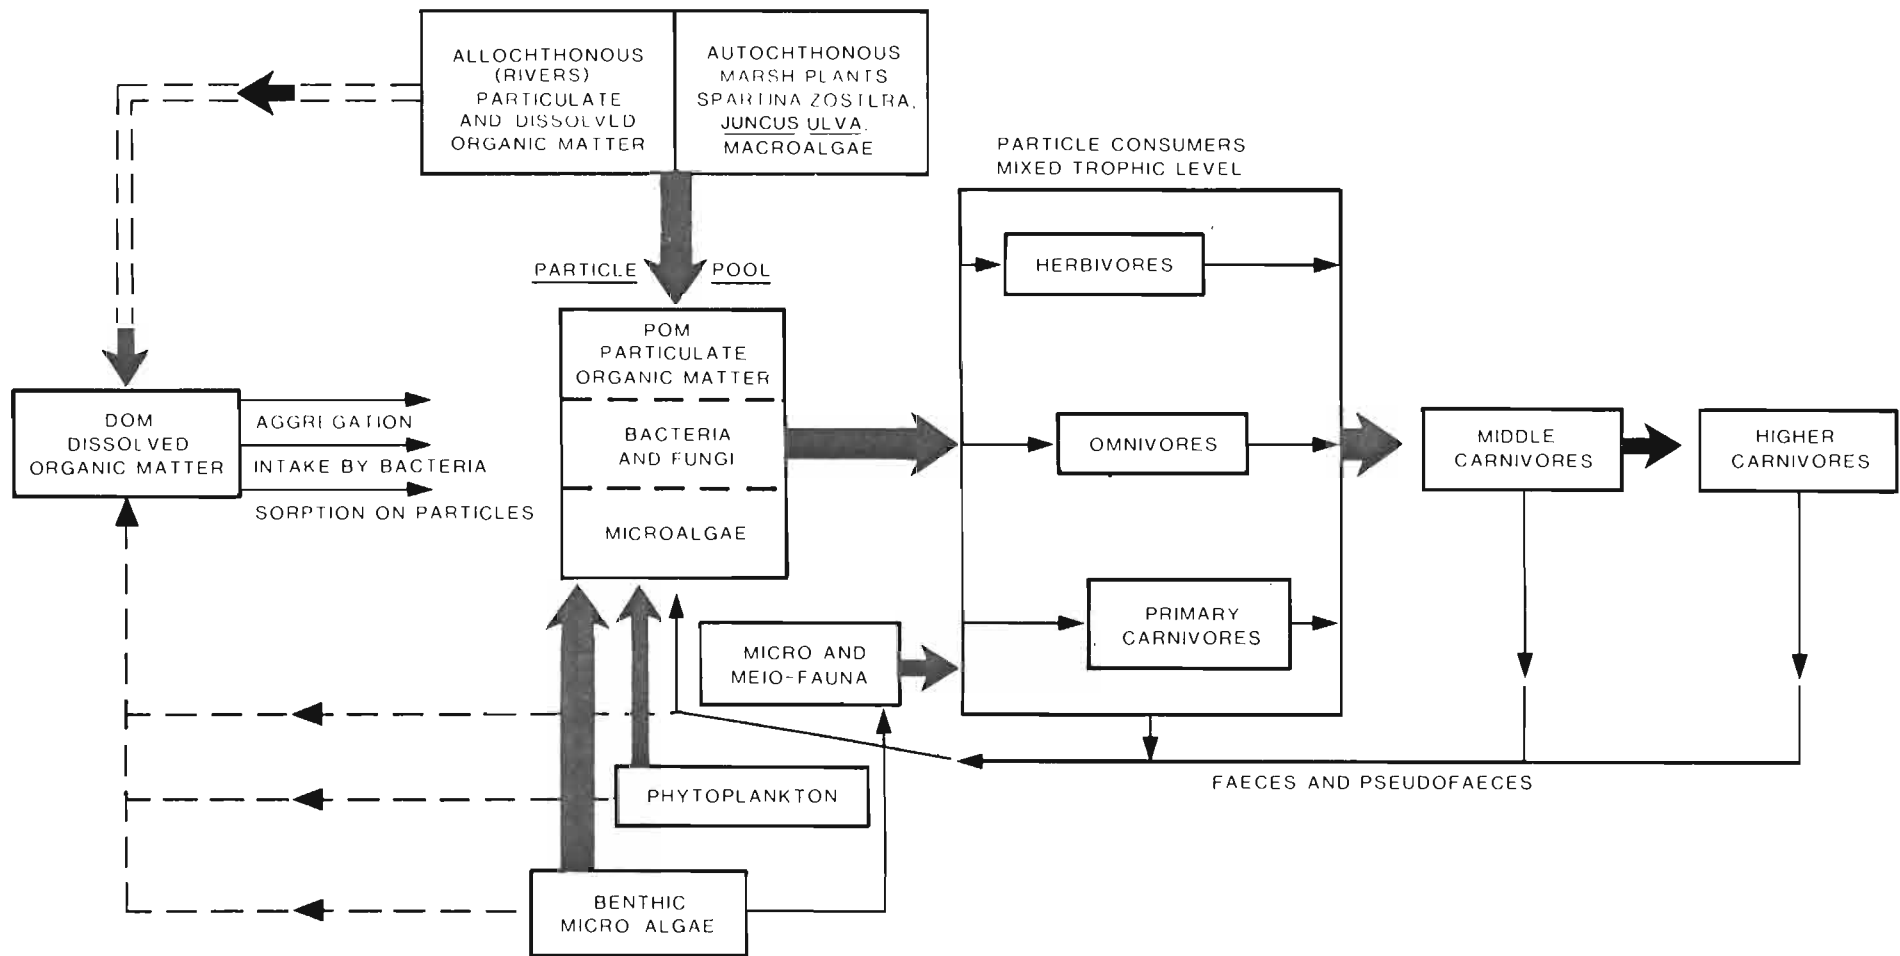 ALLOCHTHONOUS
(RIVERS)
PARTICULATE
AND DISSOLVED
ORGANIC MATTER
AUTOCHTHONOUS
MARSH PLANTS
SPARTINA ZOSTERA,
JUNCUS ULVA,
MACROALGAE
PARTICLE CONSUMERS
MIXED TROPHIC LEVEL
PARTICLE POOL
HERBIVORES
POM
PARTICULATE
ORGANIC MATTER
DOM
DISSOLVED
ORGANIC MATTER
AGGREGATION
INTAKE BY BACTERIA
SORPTION ON PARTICLES
BACTERIA
AND FUNGI
MICROALGAE
OMNIVORES
MIDDLE
CARNIVORES
HIGHER
CARNIVORES
PRIMARY
CARNIVORES
MICRO AND
MEIO-FAUNA
PHYTOPLANKTON
FAECES AND PSEUDOFAECES
BENTHIC
MICRO ALGAE